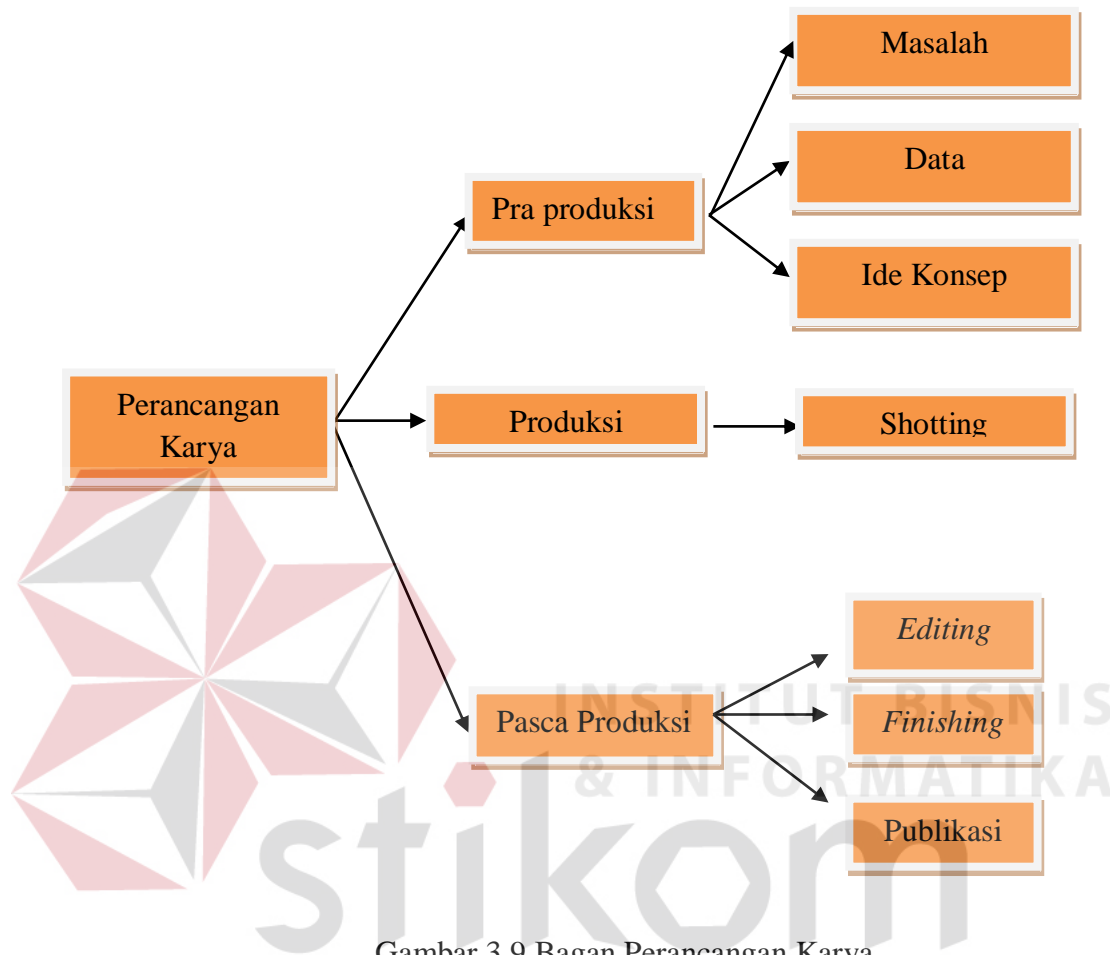 Masalah
Data
Pra produksi
Ide Konsep
Perancangan
Karya
Produksi
Shotting
Editing
Pasca Produksi
Finishing
Publikasi
INSTITUT BISNIS
& INFORMATIKA
stikom
Gambar 3.9 Bagan Perancangan Karya